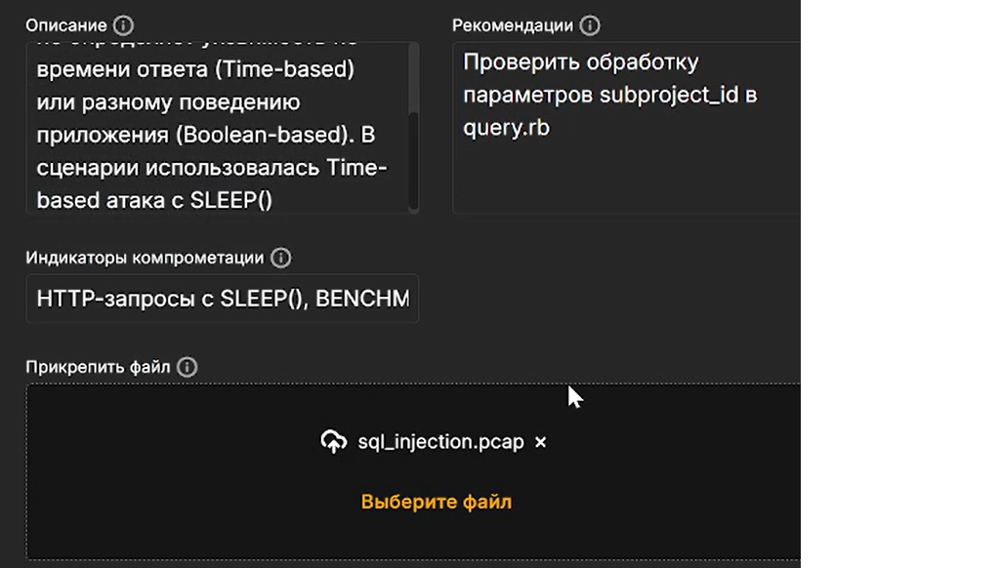 Описание
времени ответа (Time-based)
или разному поведению
приложения (Boolean-based). В
сценарии использовалась Time-
based атака с SLEEP()
Рекомендации
Проверить обработку
параметров subproject_id в
query.rb
Индикаторы компрометации
HTTP-запросы с SLEEP(), BENCHM
Прикрепить файл
sql_injection.pcap ×
Выберите файл